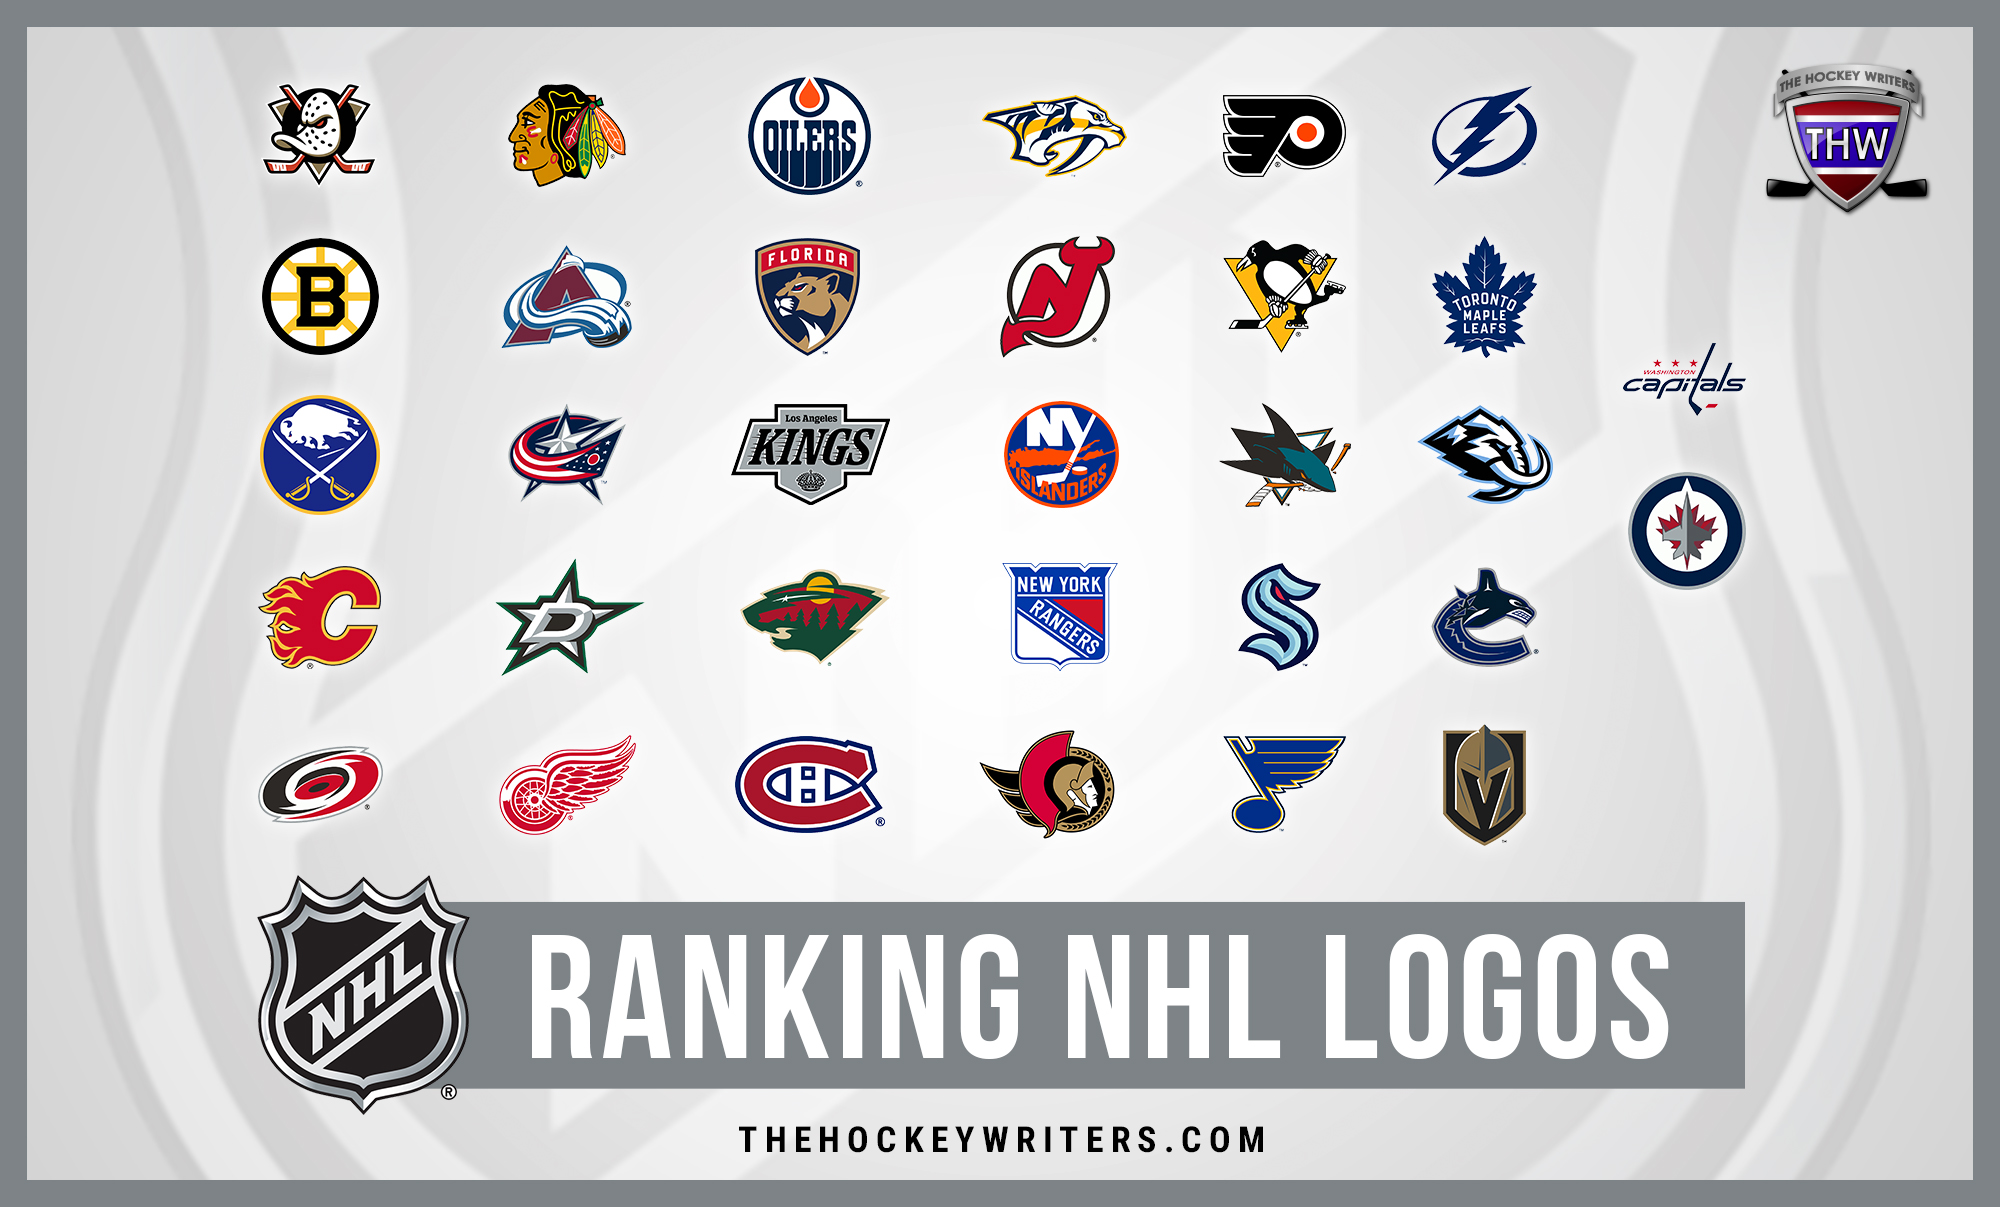 THE HOCKEY WRITERS
THW
OILERS
B
A
FLORIDA
NJ
TORONTO
MAPLE
LEAFS
WASHINGTON
capitals
Los Angeles
KINGS
NY
ISLANDERS
C
D
NEW YORK
RANGERS
S
C
NHL
RANKING NHL LOGOS
THEHOCKEYWRITERS.COM